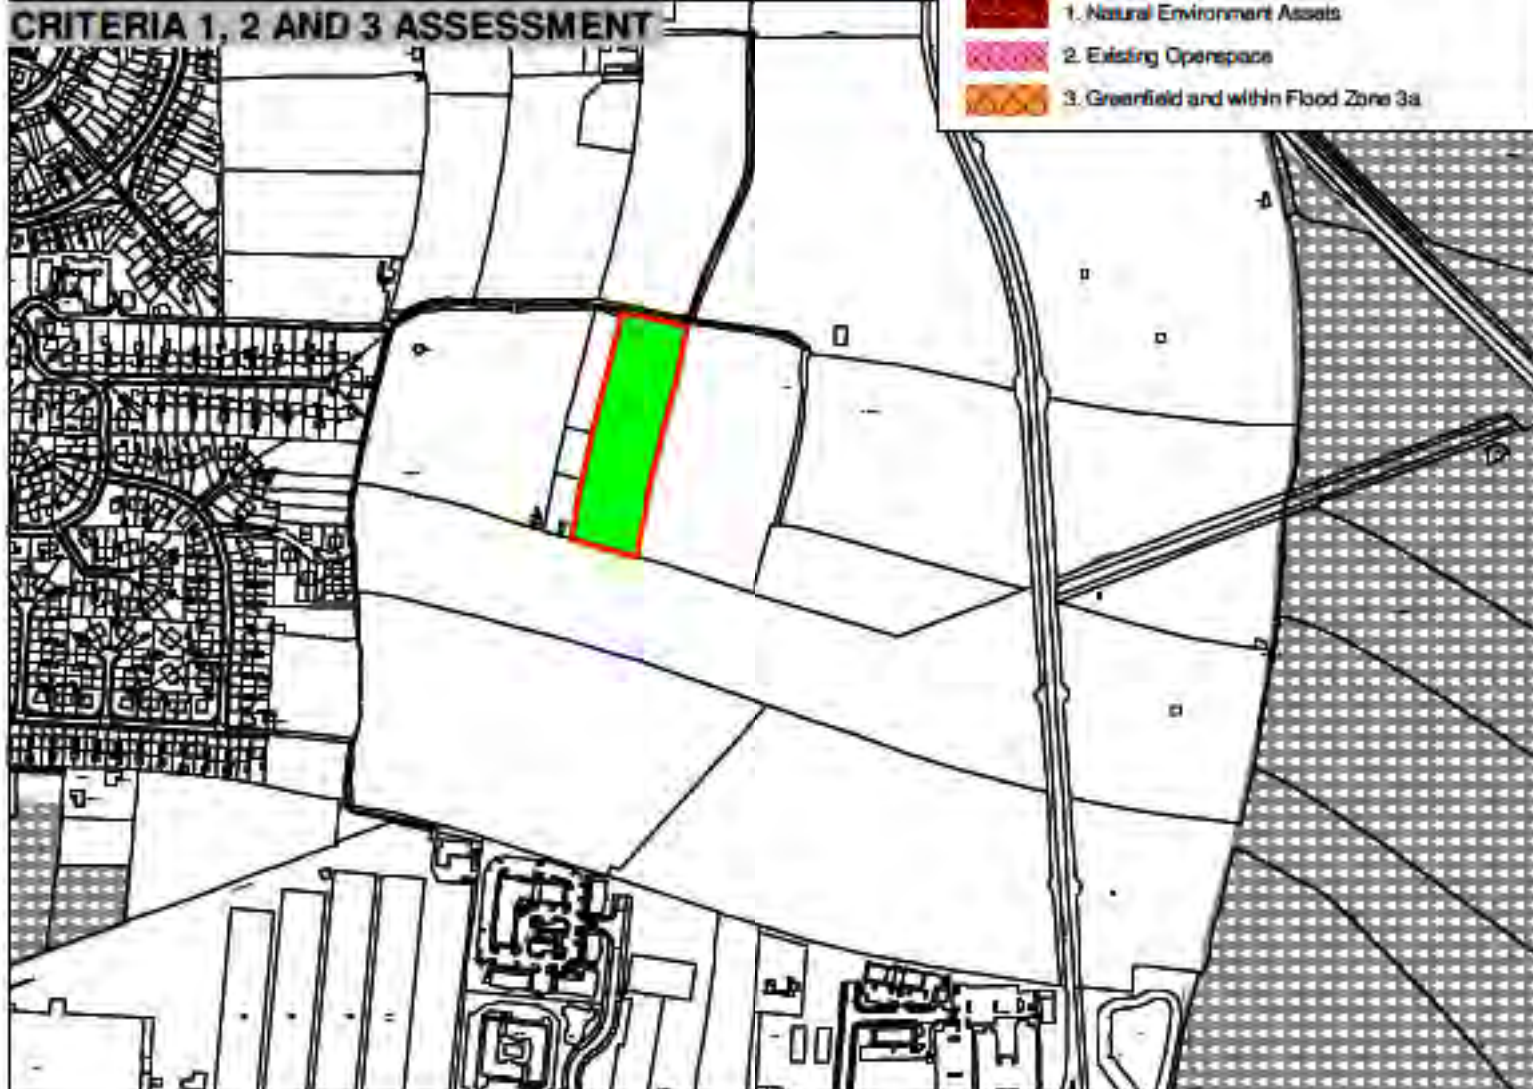 CRITERIA 1, 2 AND 3 ASSESSMENT
1. Natural Environment Assets
2. Existing Openspace
3. Greenfield and within Flood Zone 3a